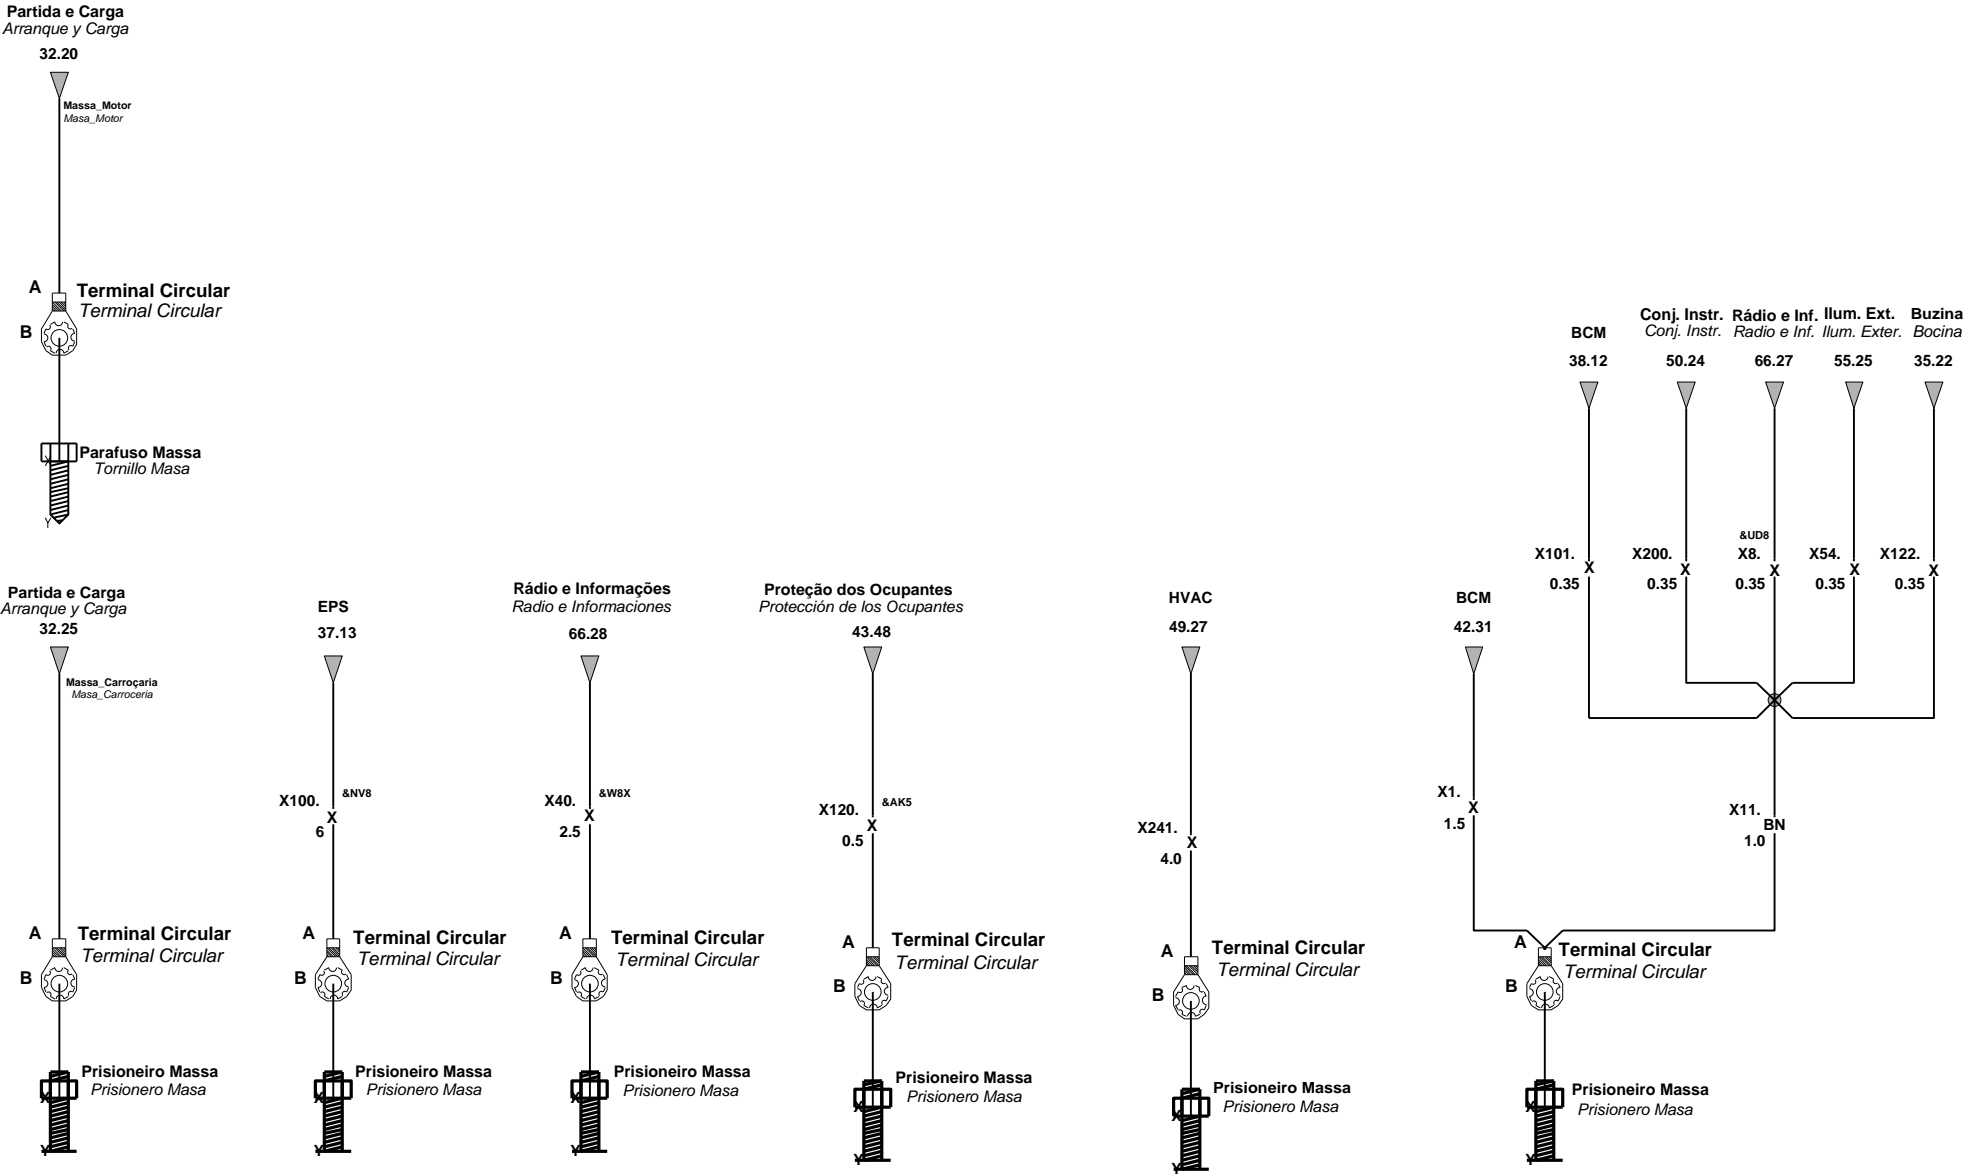 Partida e Carga
Arranque y Carga
32.20
Massa_Motor
Masa_Motor
A
Terminal Circular
Terminal Circular
B
Parafuso Massa
Tornillo Masa
X
Y
BCM
38.12
Conj. Instr.
Conj. Instr.
50.24
Rádio e Inf.
Radio e Inf.
66.27
Ilum. Ext.
Ilum. Exter.
55.25
Buzina
Bocina
35.22
X101.
X
0.35
X200.
X
0.35
&UD8
X8.
X
0.35
X54.
X
0.35
X122.
X
0.35
Partida e Carga
Arranque y Carga
32.25
Massa_Carroçaria
Masa_Carroceria
A
Terminal Circular
Terminal Circular
B
Prisioneiro Massa
Prisionero Masa
X
Y
EPS
37.13
X100.
&NV8
X
6
A
Terminal Circular
Terminal Circular
B
Prisioneiro Massa
Prisionero Masa
X
Y
Rádio e Informações
Radio e Informaciones
66.28
X40.
&W8X
X
2.5
A
Terminal Circular
Terminal Circular
B
Prisioneiro Massa
Prisionero Masa
X
Y
Proteção dos Ocupantes
Protección de los Ocupantes
43.48
X120.
&AK5
X
0.5
A
Terminal Circular
Terminal Circular
B
Prisioneiro Massa
Prisionero Masa
X
Y
HVAC
49.27
X241.
X
4.0
A
Terminal Circular
Terminal Circular
B
Prisioneiro Massa
Prisionero Masa
X
Y
BCM
42.31
X1.
X
1.5
X11.
BN
1.0
A
Terminal Circular
Terminal Circular
B
Prisioneiro Massa
Prisionero Masa
X
Y